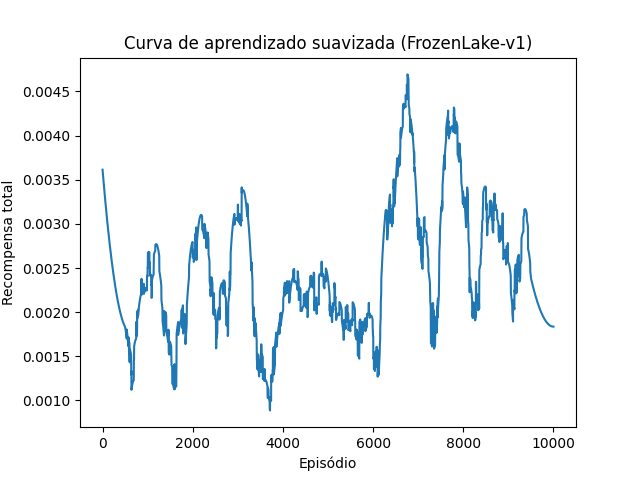 Curva de aprendizado suavizada (FrozenLake-v1)
Recompensa total
0.0045
0.0040
0.0035
0.0030
0.0025
0.0020
0.0015
0.0010
0 2000 4000 6000 8000 10000
Episódio